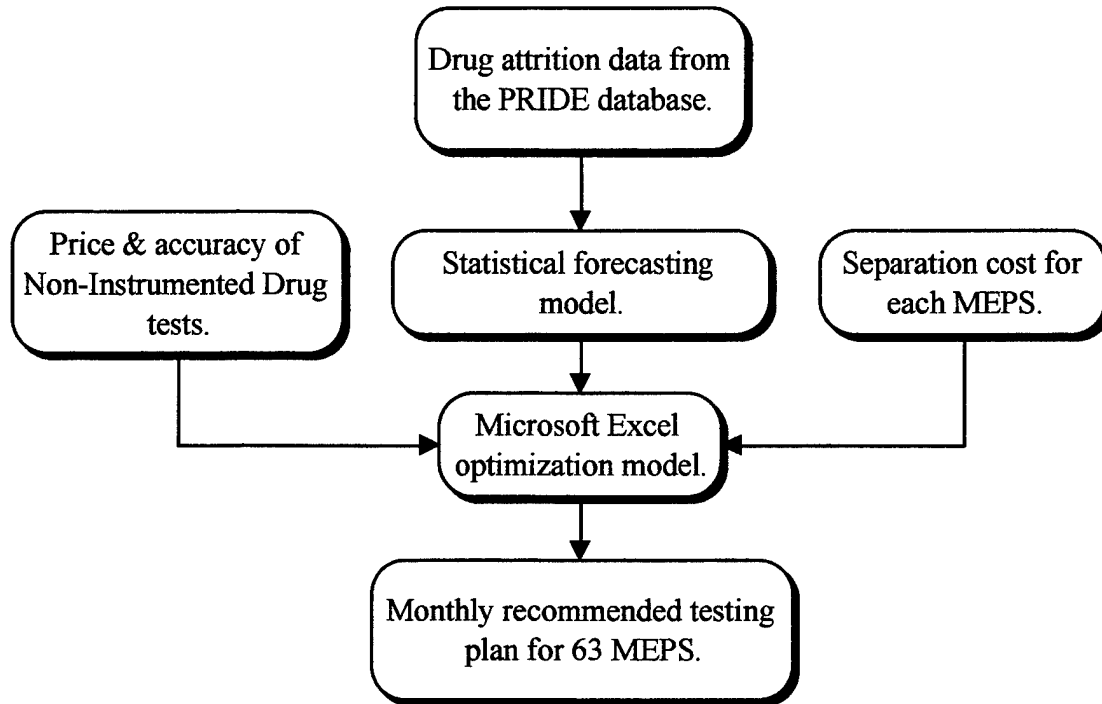 Drug attrition data from
the PRIDE database.
Price & accuracy of
Non-Instrumented Drug
tests.
Statistical forecasting
model.
Separation cost for
each MEPS.
Microsoft Excel
optimization model.
Monthly recommended testing
plan for 63 MEPS.